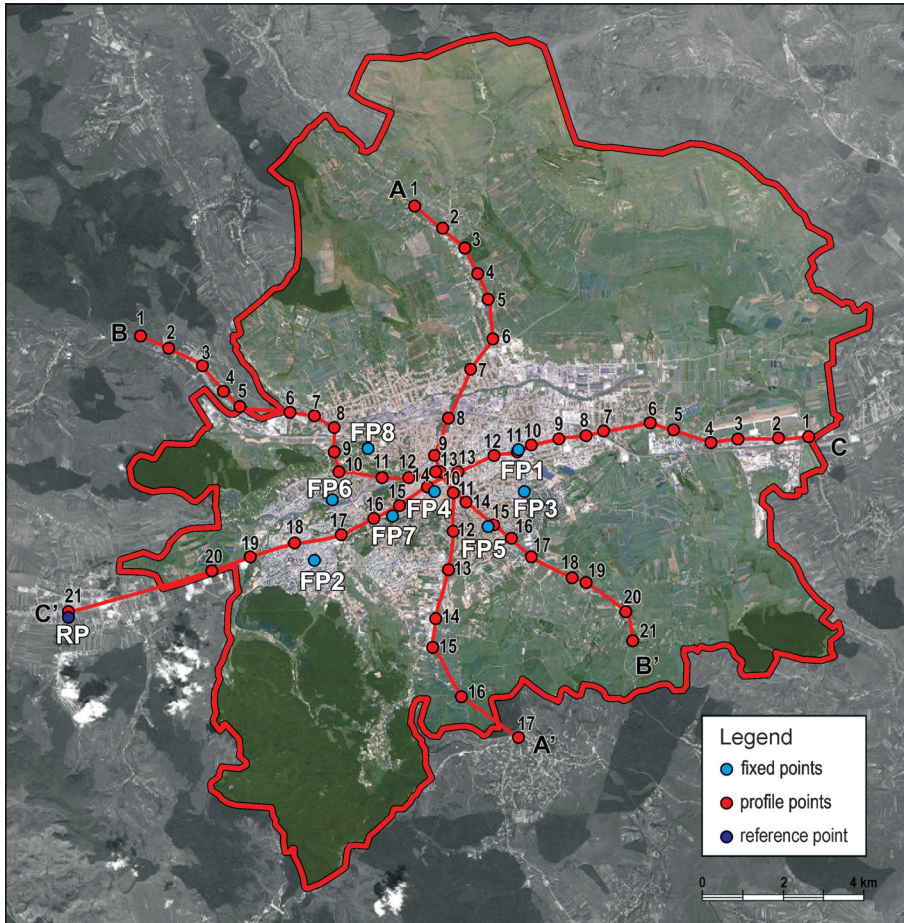 A 1
2
3
4
5
6
7
8
9
B 1
2
3
4
5
6
7
8
9
10
11
12
13 13
FP8
FP6
12 11 10 9 8 7 6 5 4 3 2 1
C
FP1
FP3
14
10
11
14
15
FP4
FP7
15
FP5
16
17
18
19
20
21
B'
16
17
18
19
20
21
C'
RP
FP2
12
13
14
15
16
17
A'
Legend
fixed points
profile points
reference point
0 2 4 km